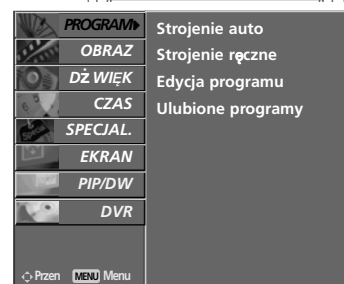 PROGRAM
OBRAZ
DŻWIĘK
CZAS
SPECJAL.
EKRAN
PIP/DW
DVR
Przen MENU Menu
Strojenie auto
Strojenie ręczne
Edycja programu
Ulubione programy